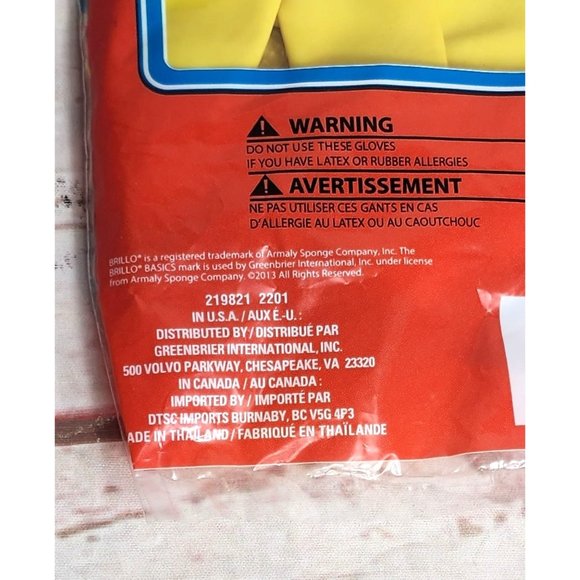 WARNING
DO NOT USE THESE GLOVES
IF YOU HAVE LATEX OR RUBBER ALLERGIES
AVERTISSEMENT
NE PAS UTILISER CES GANTS EN CAS
D'ALLERGIE AU LATEX OU AU CAOUTCHOUC
BRILLO® is a registered trademark of Armaly Sponge Company, Inc. The
BRILLO® BASICS mark is used by Greenbrier International, Inc. under license
from Armaly Sponge Company. ©2013 All Rights Reserved.
219821 2201
IN U.S.A. / AUX É.-U. :
DISTRIBUTED BY / DISTRIBUÉ PAR
GREENBRIER INTERNATIONAL, INC.
500 VOLVO PARKWAY, CHESAPEAKE, VA 23320
IN CANADA / AU CANADA :
IMPORTED BY / IMPORTÉ PAR
DTSC IMPORTS BURNABY, BC V5G 4P3
ADE IN THAILAND / FABRIQUÉ EN THAÏLANDE